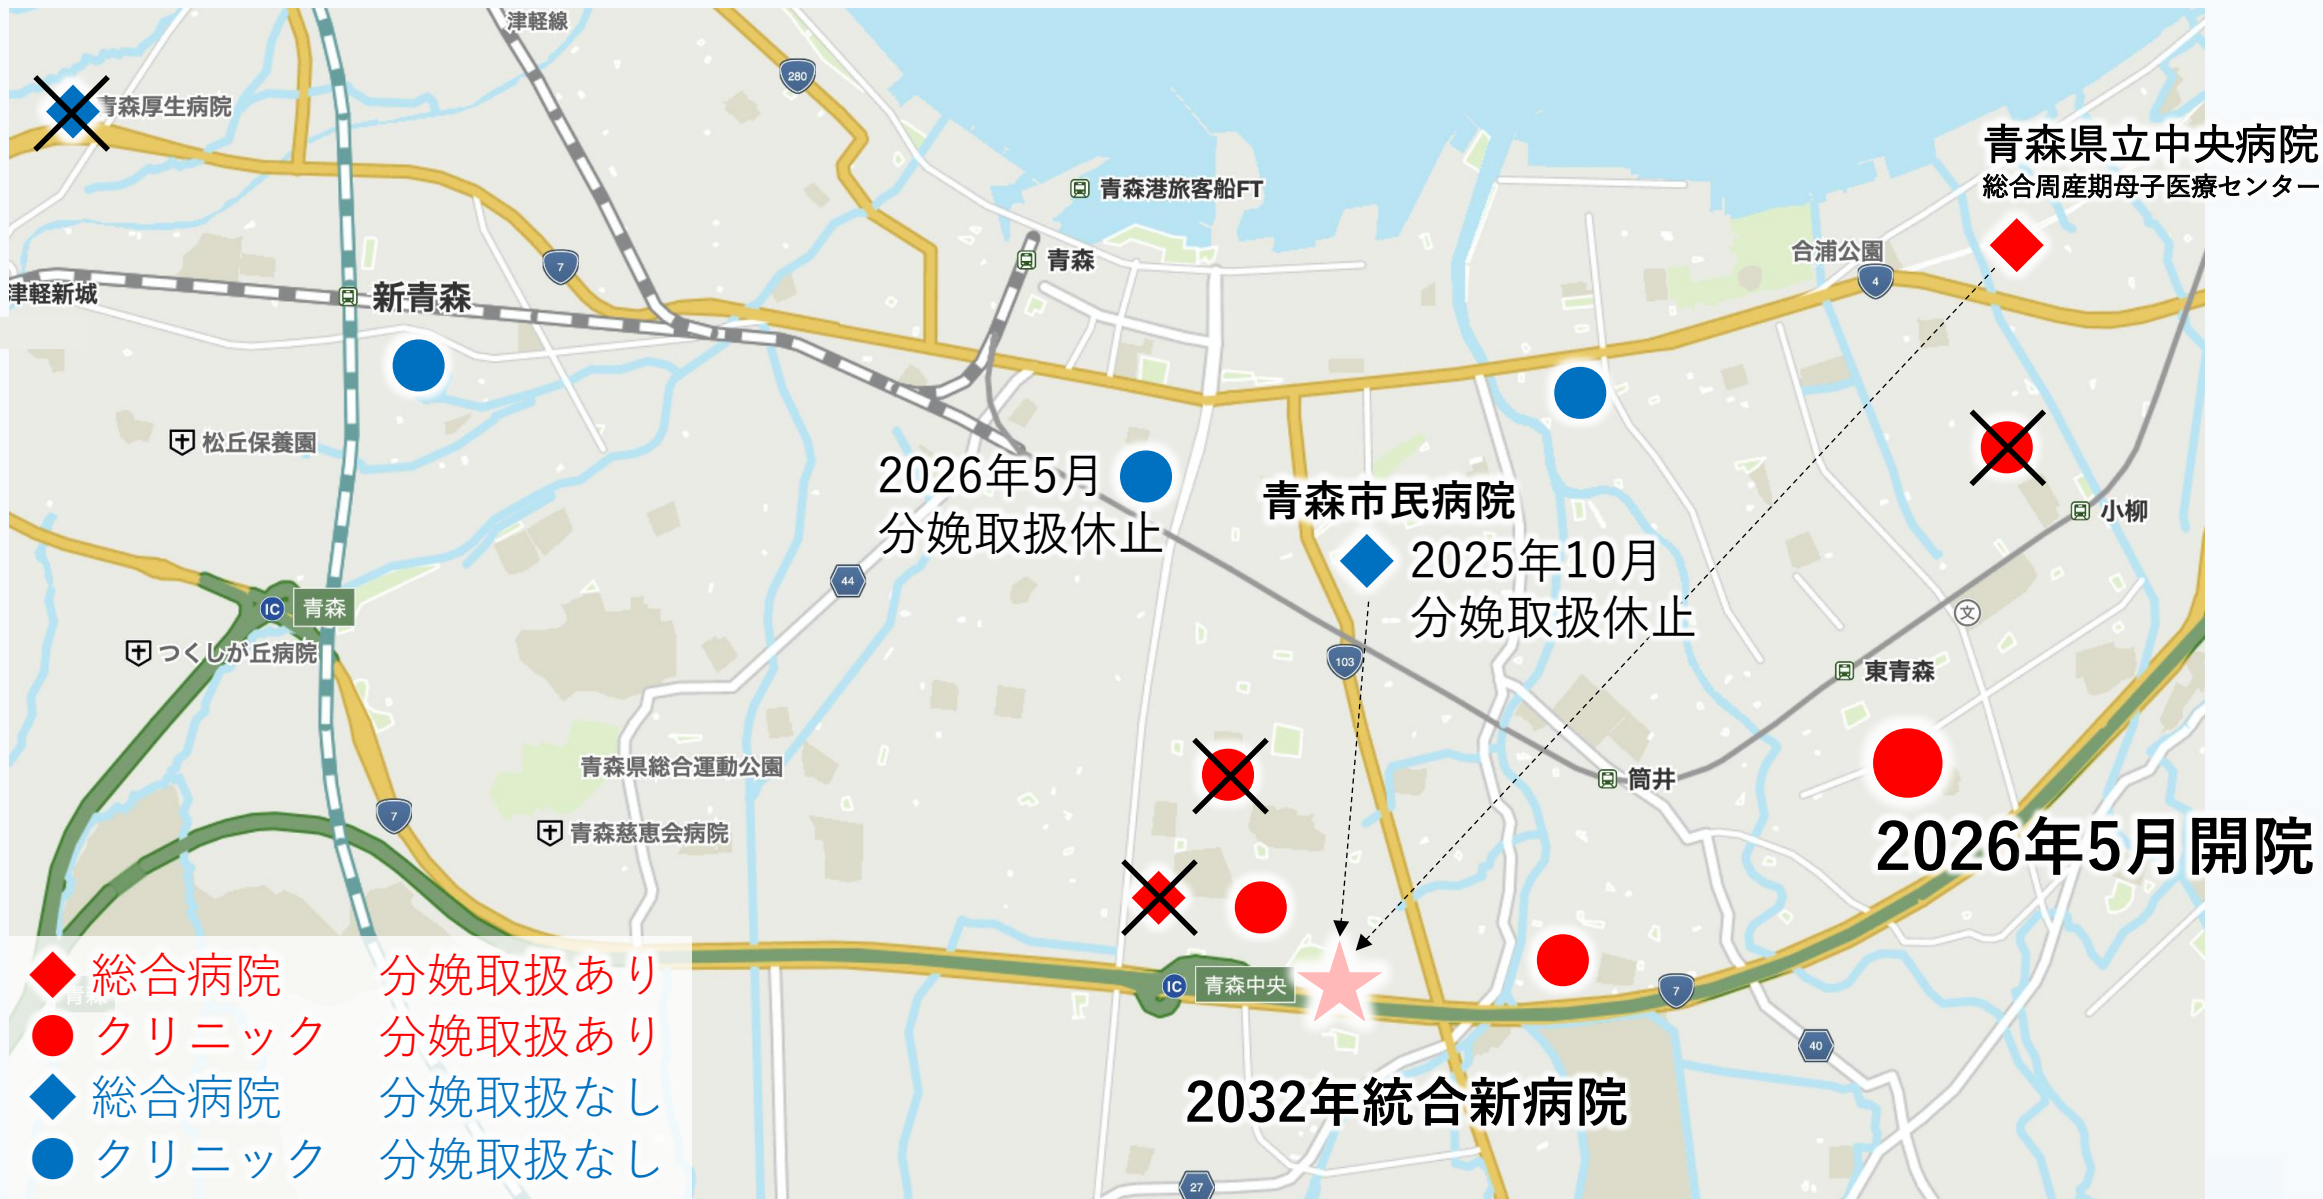 津軽線
280
青森厚生病院
青森県立中央病院
総合周産期母子医療センター
青森港旅客船FT
合浦公園
青森
7
4
津軽新城
新青森
松丘保養園
2026年5月
分娩取扱休止
青森市民病院
2025年10月
分娩取扱休止
小柳
44
IC 青森
文
つくしが丘病院
103
東青森
青森県総合運動公園
筒井
7
青森慈恵会病院
2026年5月開院
IC 青森中央
7
40
2032年統合新病院
27
総合病院 分娩取扱あり
クリニック 分娩取扱あり
総合病院 分娩取扱なし
クリニック 分娩取扱なし